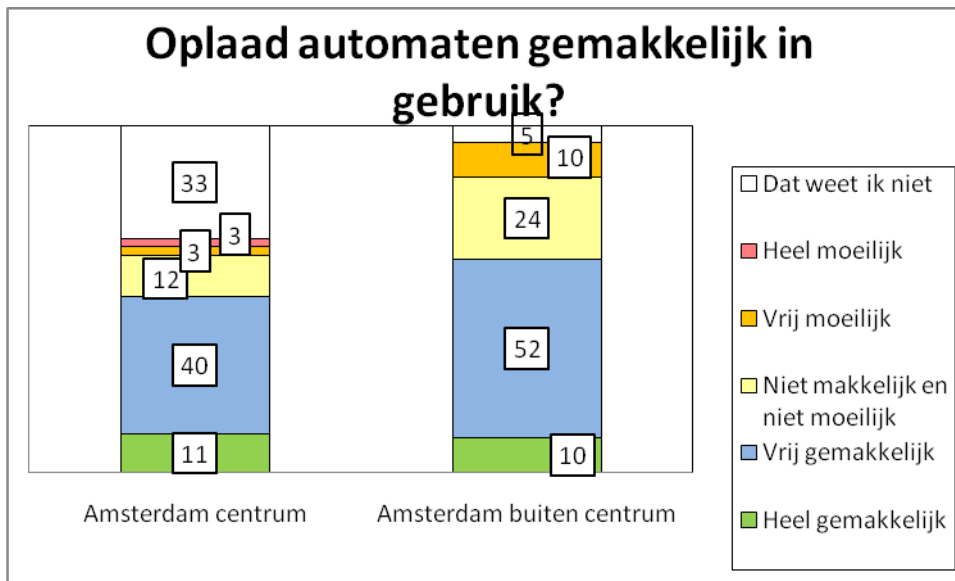 Oplaad automaten gemakkelijk in
gebruik?
33
3
3
12
40
11
5
10
24
52
10
Amsterdam centrum
Amsterdam buiten centrum
Dat weet ik niet
Heel moeilijk
Vrij moeilijk
Niet makkelijk en
niet moeilijk
Vrij gemakkelijk
Heel gemakkelijk